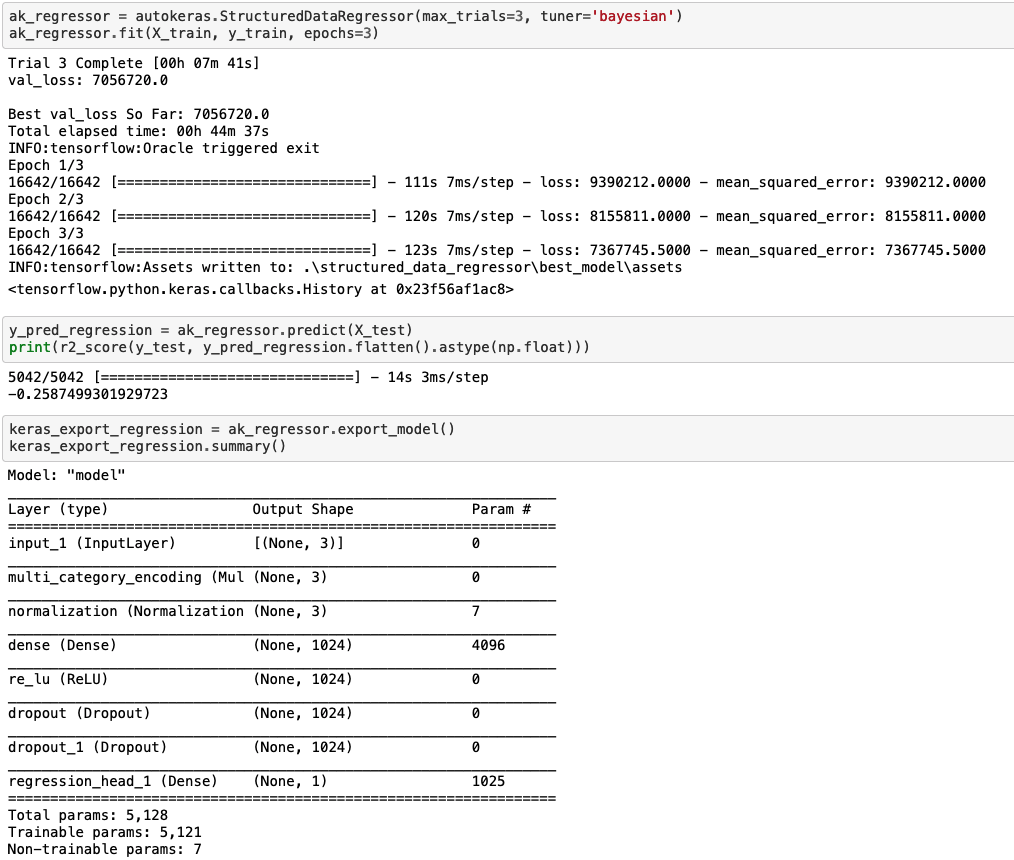 ak_regressor = autokeras.StructuredDataRegressor(max_trials=3, tuner='bayesian')
ak_regressor.fit(X_train, y_train, epochs=3)
Trial 3 Complete [00h 07m 41s]
val_loss: 7056720.0
Best val_loss So Far: 7056720.0
Total elapsed time: 00h 44m 37s
INFO:tensorflow:Oracle triggered exit
Epoch 1/3
16642/16642 [==============================] - 111s 7ms/step - loss: 9390212.0000 - mean_squared_error: 9390212.0000
Epoch 2/3
16642/16642 [==============================] - 120s 7ms/step - loss: 8155811.0000 - mean_squared_error: 8155811.0000
Epoch 3/3
16642/16642 [==============================] - 123s 7ms/step - loss: 7367745.5000 - mean_squared_error: 7367745.5000
INFO:tensorflow:Assets written to: .\structured_data_regressor\best_model\assets
<tensorflow.python.keras.callbacks.History at 0x23f56af1ac8>
y_pred_regression = ak_regressor.predict(X_test)
print(r2_score(y_test, y_pred_regression.flatten().astype(np.float)))
5042/5042 [==============================] - 14s 3ms/step
-0.2587499301929723
keras_export_regression = ak_regressor.export_model()
keras_export_regression.summary()
Model: "model"
_________________________________________________________________
Layer (type)                 Output Shape              Param #
=================================================================
input_1 (InputLayer)         [(None, 3)]               0
_________________________________________________________________
multi_category_encoding (Mul (None, 3)                 0
_________________________________________________________________
normalization (Normalization (None, 3)                 7
_________________________________________________________________
dense (Dense)                (None, 1024)              4096
_________________________________________________________________
re_lu (ReLU)                 (None, 1024)              0
_________________________________________________________________
dropout (Dropout)            (None, 1024)              0
_________________________________________________________________
dropout_1 (Dropout)          (None, 1024)              0
_________________________________________________________________
regression_head_1 (Dense)    (None, 1)                 1025
=================================================================
Total params: 5,128
Trainable params: 5,121
Non-trainable params: 7